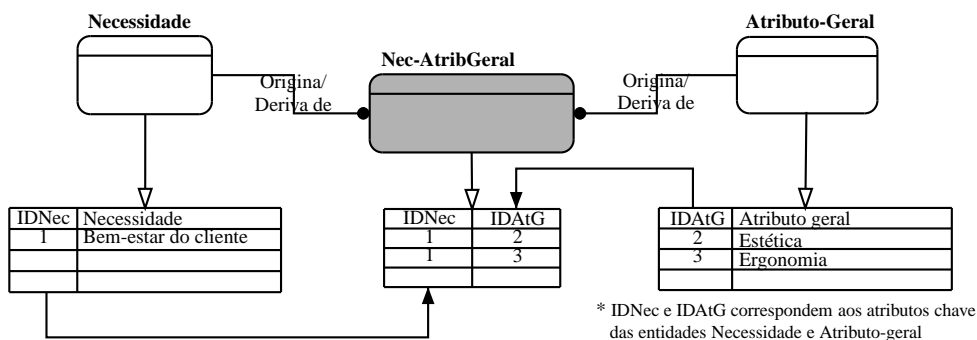 Necessidade
Atributo-Geral
Nec-AtribGeral
Origina/
Deriva de
Origina/
Deriva de
IDNec Necessidade
1 Bem-estar do cliente
IDNec IDAtG
1 2
1 3
IDAtG Atributo geral
2 Estética
3 Ergonomia
* IDNec e IDAtG correspondem aos atributos chave
das entidades Necessidade e Atributo-geral